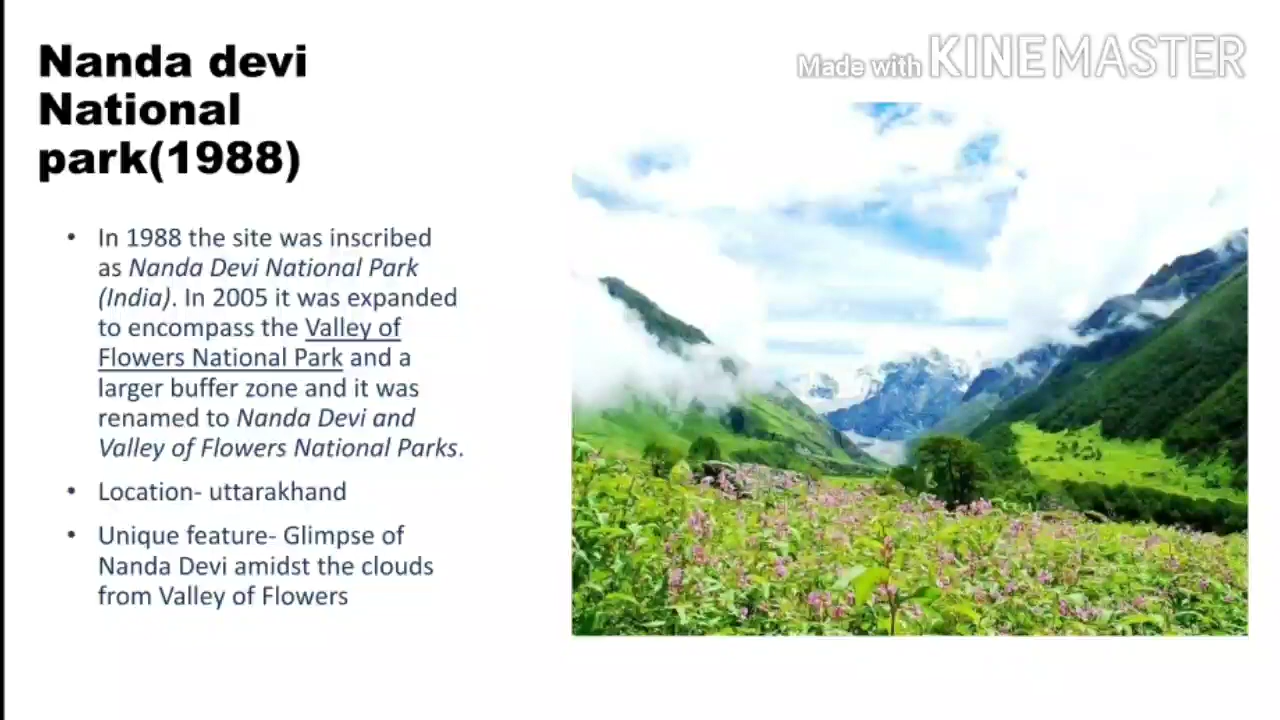 Nanda devi
National
park(1988)
Made with KINEMASTER
• In 1988 the site was inscribed
as Nanda Devi National Park
(India). In 2005 it was expanded
to encompass the Valley of
Flowers National Park and a
larger buffer zone and it was
renamed to Nanda Devi and
Valley of Flowers National Parks.
• Location- uttarakhand
• Unique feature- Glimpse of
Nanda Devi amidst the clouds
from Valley of Flowers